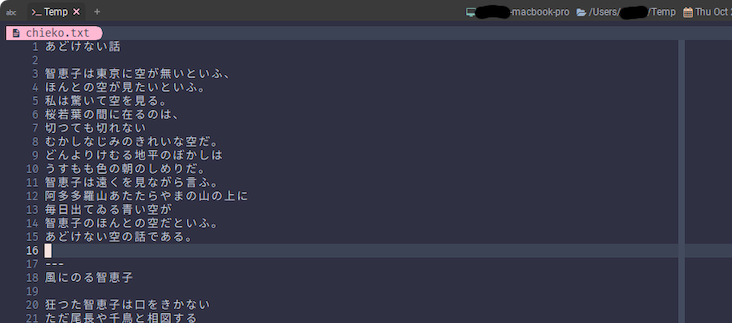 abc
Temp
-macbook-pro
/Users/
/Temp
Thu Oct 2
chieko.txt
1 あどけない話
2
3 智恵子は東京に空が無いといふ、
4 ほんとの空が見たいといふ。
5 私は驚いて空を見る。
6 桜若葉の間に在るのは、
7 切つても切れない
8 むかしなじみのきれいな空だ。
9 どんよりけむる地平のぼかしは
10 うすもも色の朝のしめりだ。
11 智恵子は遠くを見ながら言ふ。
12 阿多多羅山あたたらやまの山の上に
13 毎日出てゐる青い空が
14 智恵子のほんとの空だといふ。
15 あどけない空の話である。
16
17 ---
18 風にのる智恵子
19
20 狂つた智恵子は口をきかない
21 ただ尾長や千鳥と相図する